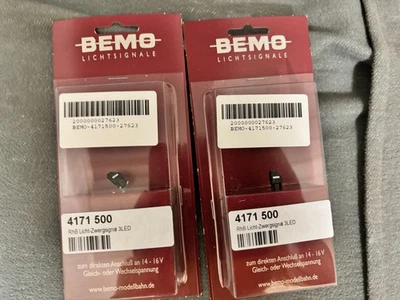 BEMO
LICHTSIGNALE
2000000027623
BEMO-4171500-27623
4171 500
RhB Licht-Zwergsignal 3LED
zum direkten Anschluß an 14 - 16 V
Gleich- oder Wechselspannung
www.bemo-modellbahn.de
BEMO
LICHTSIGNALE
2000000027623
BEMO-4171500-27623
4171 500
RhB Licht-Zwergsignal 3LED
zum direkten Anschluß an 14 - 16V
Gleich- oder Wechselspannung
www.bemo-modellbahn.de